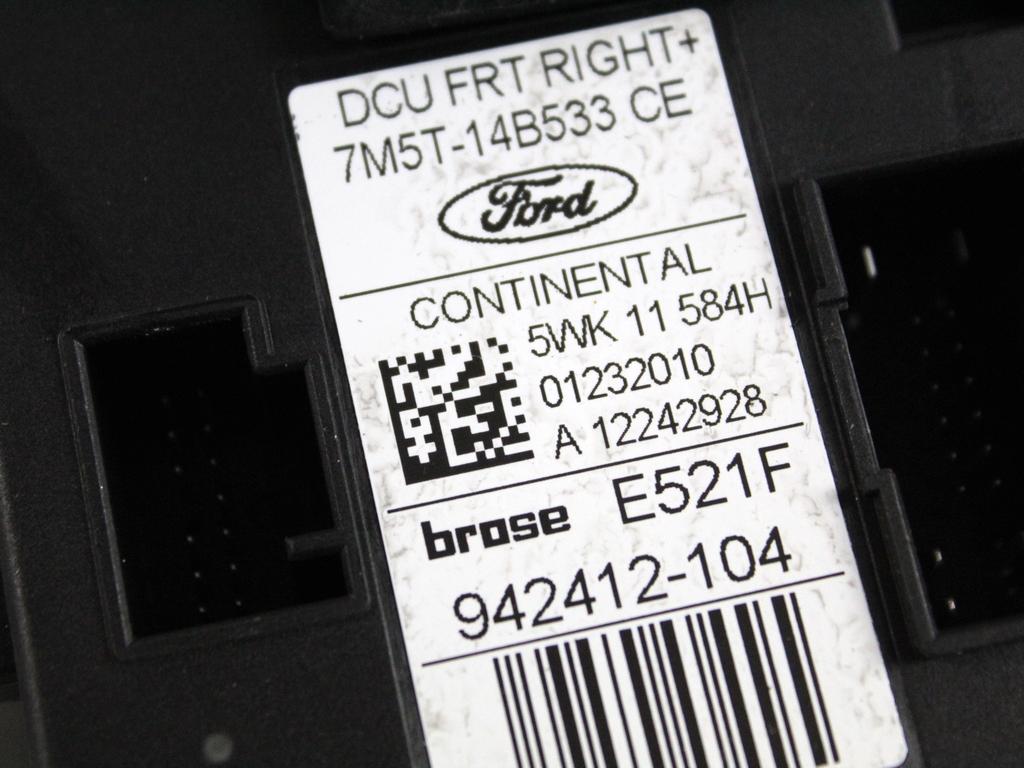 DCU FRT RIGHT+
7M5T-14B533 CE
Ford
CONTINENTAL
5WK 11 584H
01232010
A 12242928
brose E521F
942412-104